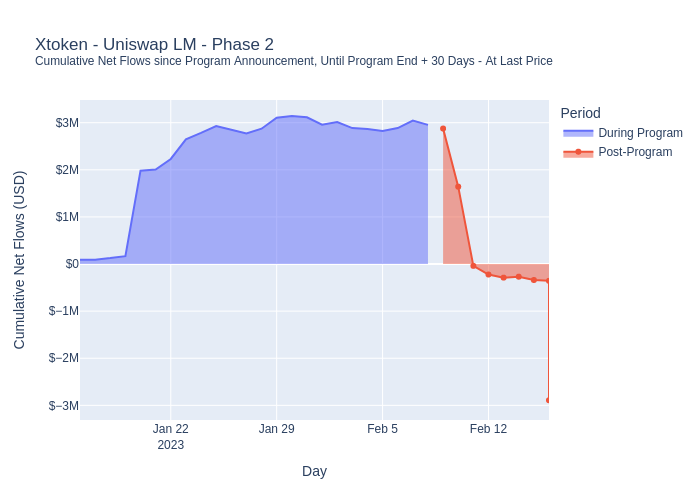 Xtoken - Uniswap LM - Phase 2
Cumulative Net Flows since Program Announcement, Until Program End + 30 Days - At Last Price
Period
During Program
Post-Program
Cumulative Net Flows (USD)
$3M
$2M
$1M
$0
$−1M
$−2M
$−3M
Jan 22
2023
Jan 29
Feb 5
Feb 12
Day